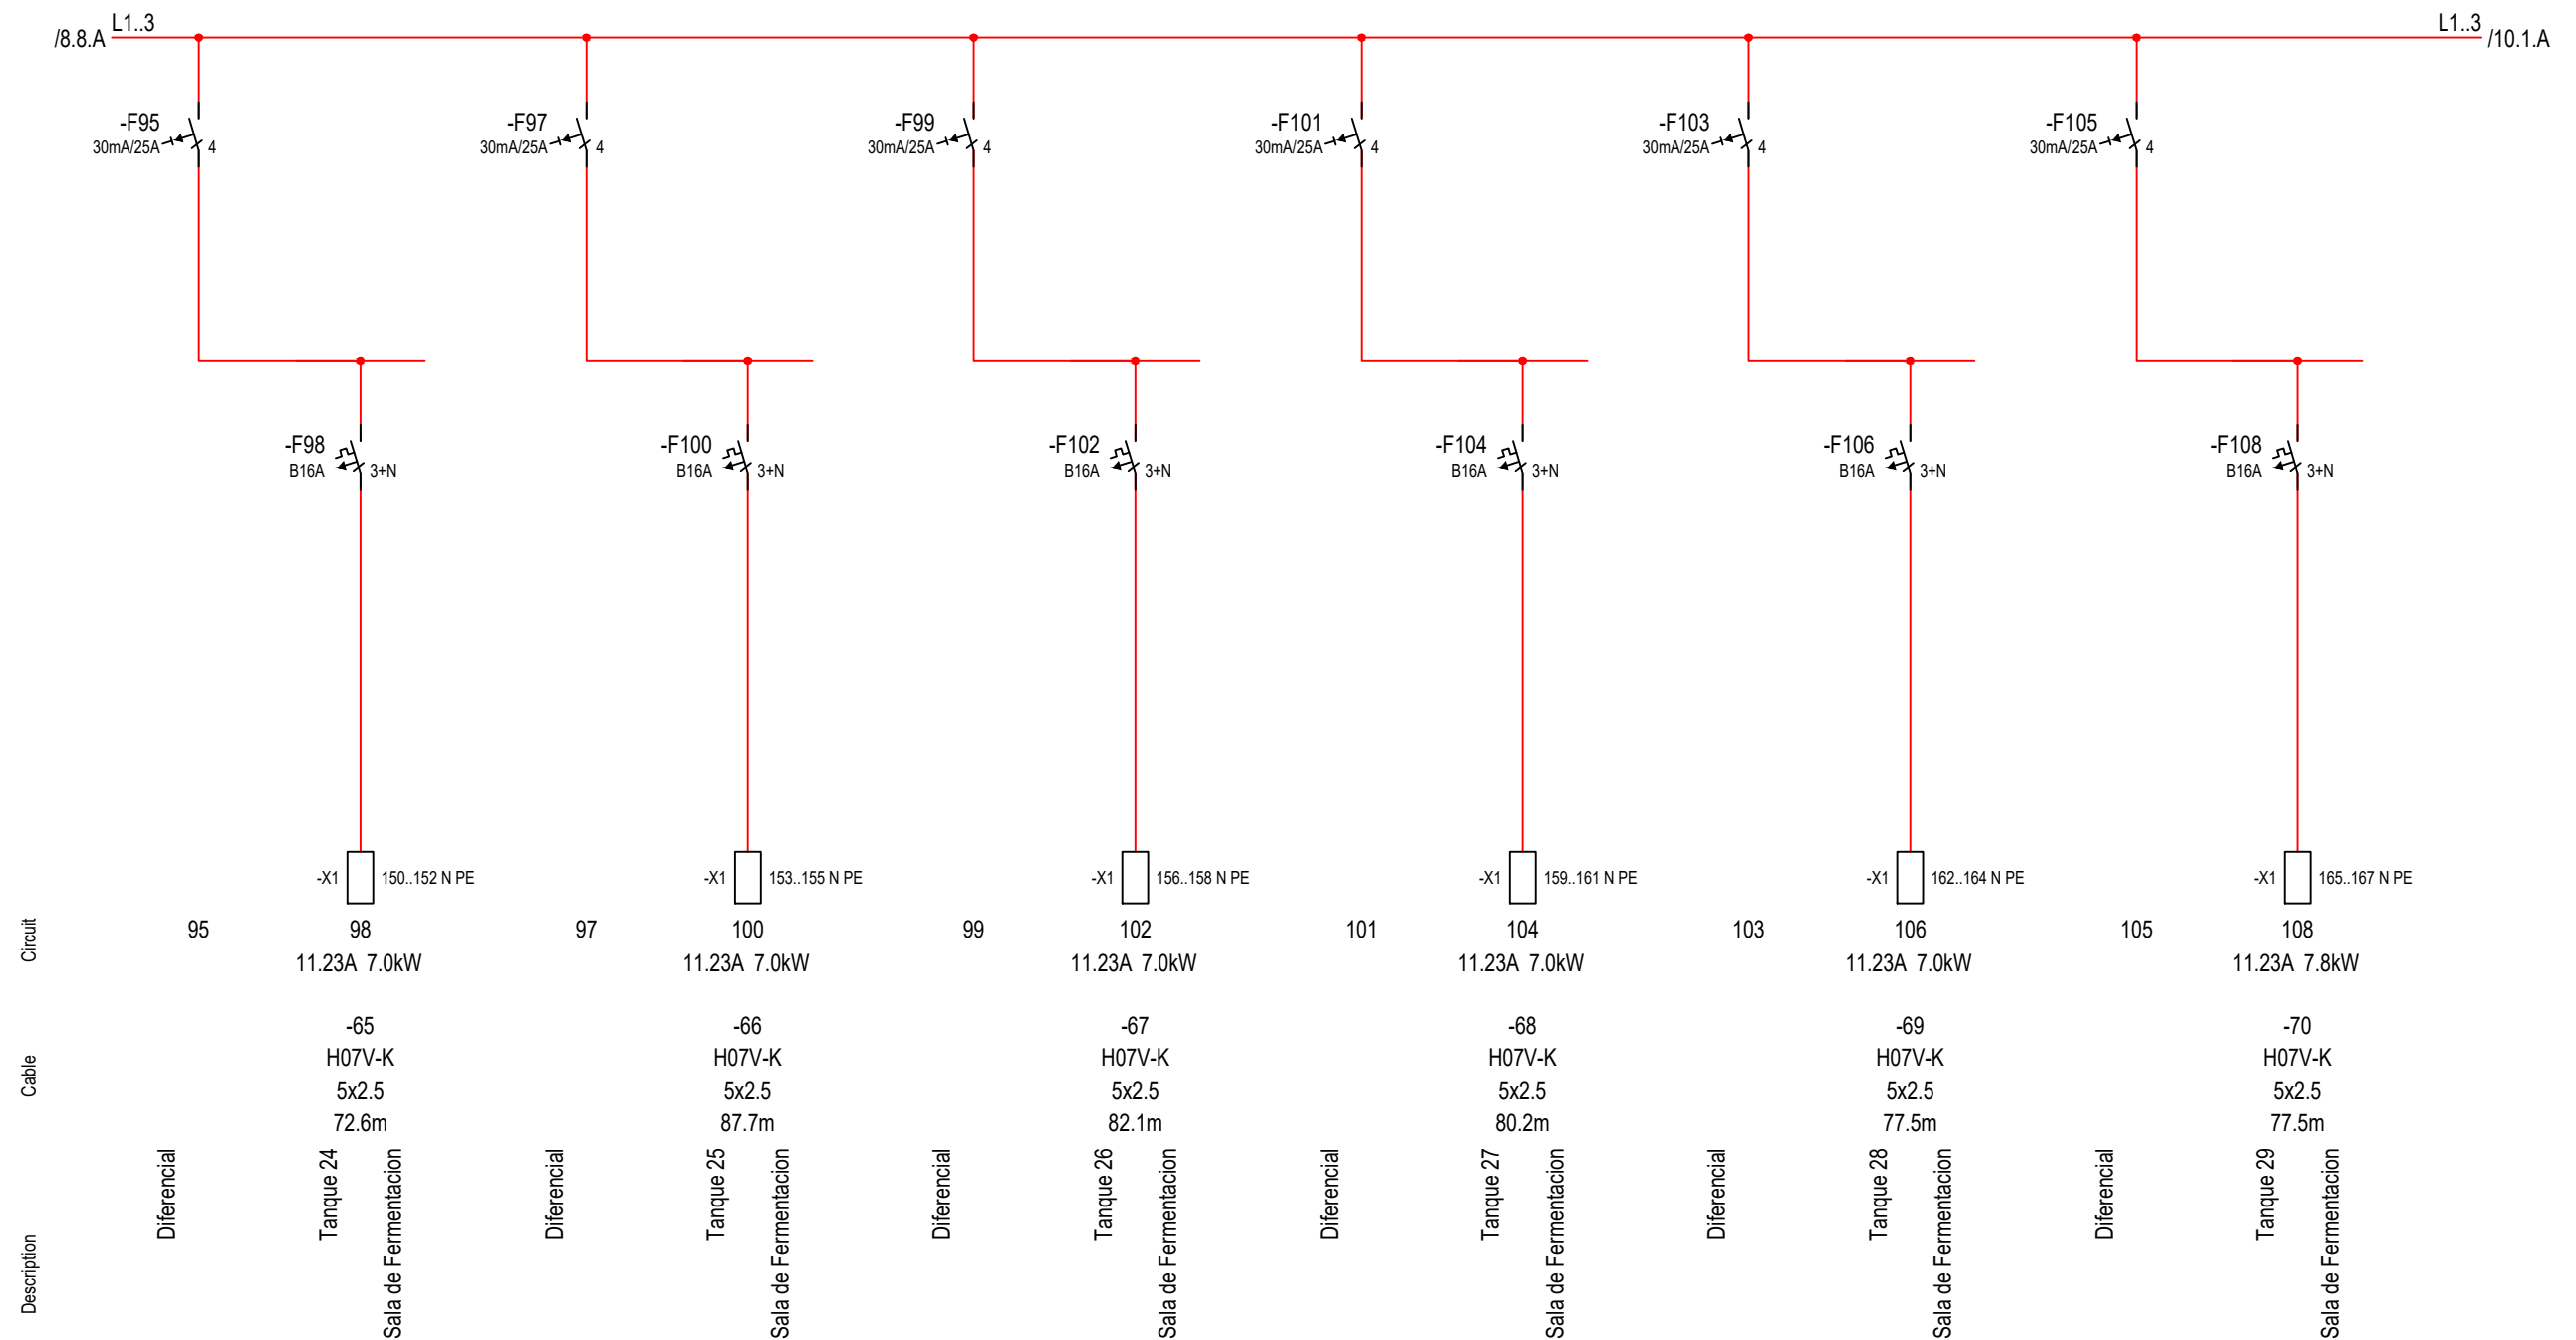 L1..3
L1..3
/8.8.A
/10.1.A
-F95
-F97
-F99
-F101
-F103
-F105
30mA/25A 4
30mA/25A 4
30mA/25A 4
30mA/25A 4
30mA/25A 4
30mA/25A 4
-F98
-F100
-F102
-F104
-F106
-F108
B16A 3+N
B16A 3+N
B16A 3+N
B16A 3+N
B16A 3+N
B16A 3+N
-X1 150..152 N PE
-X1 153..155 N PE
-X1 156..158 N PE
-X1 159..161 N PE
-X1 162..164 N PE
-X1 165..167 N PE
Circuit
95
98
97
100
99
102
101
104
103
106
105
108
11.23A 7.0kW
11.23A 7.0kW
11.23A 7.0kW
11.23A 7.0kW
11.23A 7.0kW
11.23A 7.8kW
Cable
-65
-66
-67
-68
-69
-70
H07V-K
H07V-K
H07V-K
H07V-K
H07V-K
H07V-K
5x2.5
5x2.5
5x2.5
5x2.5
5x2.5
5x2.5
72.6m
87.7m
82.1m
80.2m
77.5m
77.5m
Description
Diferencial
Tanque 24
Sala de Fermentacion
Diferencial
Tanque 25
Sala de Fermentacion
Diferencial
Tanque 26
Sala de Fermentacion
Diferencial
Tanque 27
Sala de Fermentacion
Diferencial
Tanque 28
Sala de Fermentacion
Diferencial
Tanque 29
Sala de Fermentacion